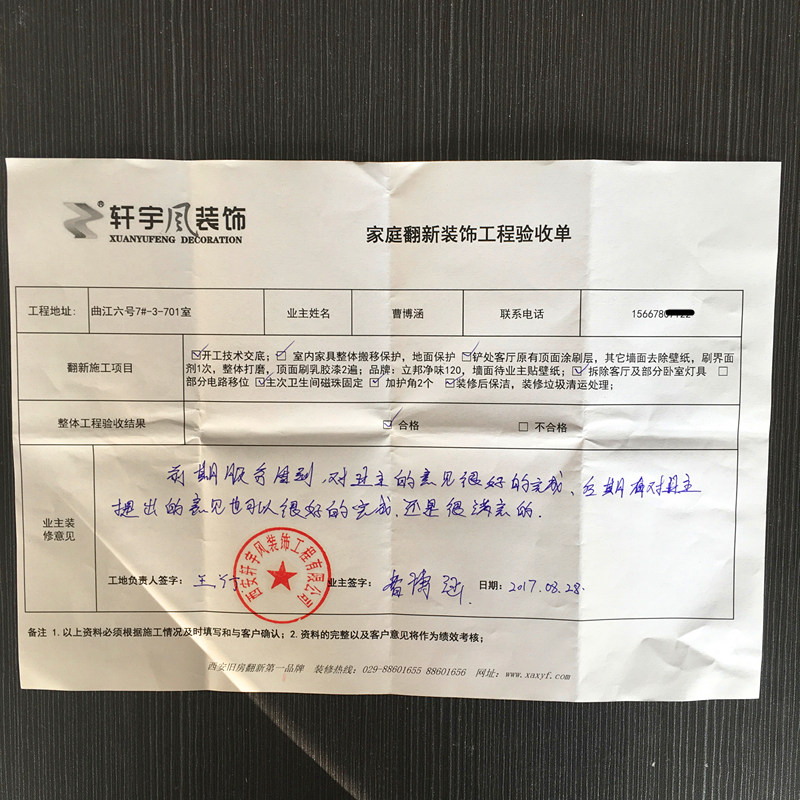 轩宇风装饰
XUANYUFENG DECORATION
家庭翻新装饰工程验收单
工程地址: 曲江六号7#-3-701室 业主姓名 曹博涵 联系电话 15667807122
翻新施工项目
☑开工技术交底; ☑ 室内家具整体搬移保护, 地面保护 ☑铲处客厅原有顶面涂刷层, 其它墙面去除壁纸, 刷界面
剂1次, 整体打磨, 顶面刷乳胶漆2遍; 品牌: 立邦净味120, 墙面待业主贴壁纸; ☑ 拆除客厅及部分卧室灯具 □
部分电路移位 ☑主次卫生间磁珠固定 ☑ 加护角2个 ☑装修后保洁, 装修垃圾清运处理;
整体工程验收结果 ☑ 合格 □ 不合格
业主装
修意见
前期服务周到, 对业主的意见很好的完成、后期再对业主
提出的意见也可以很好的完成, 还是很满意的.
工地负责人签字: 王行 业主签字: 曹博涵 日期: 2017.08.28.
西安轩宇风装饰工程有限公司
备注 1.以上资料必须根据施工情况及时填写和与客户确认; 2.资料的完整以及客户意见将作为绩效考核;
西安旧房翻新第一品牌 装修热线: 029-88601655 88601656 网址: www.xaxyf.com